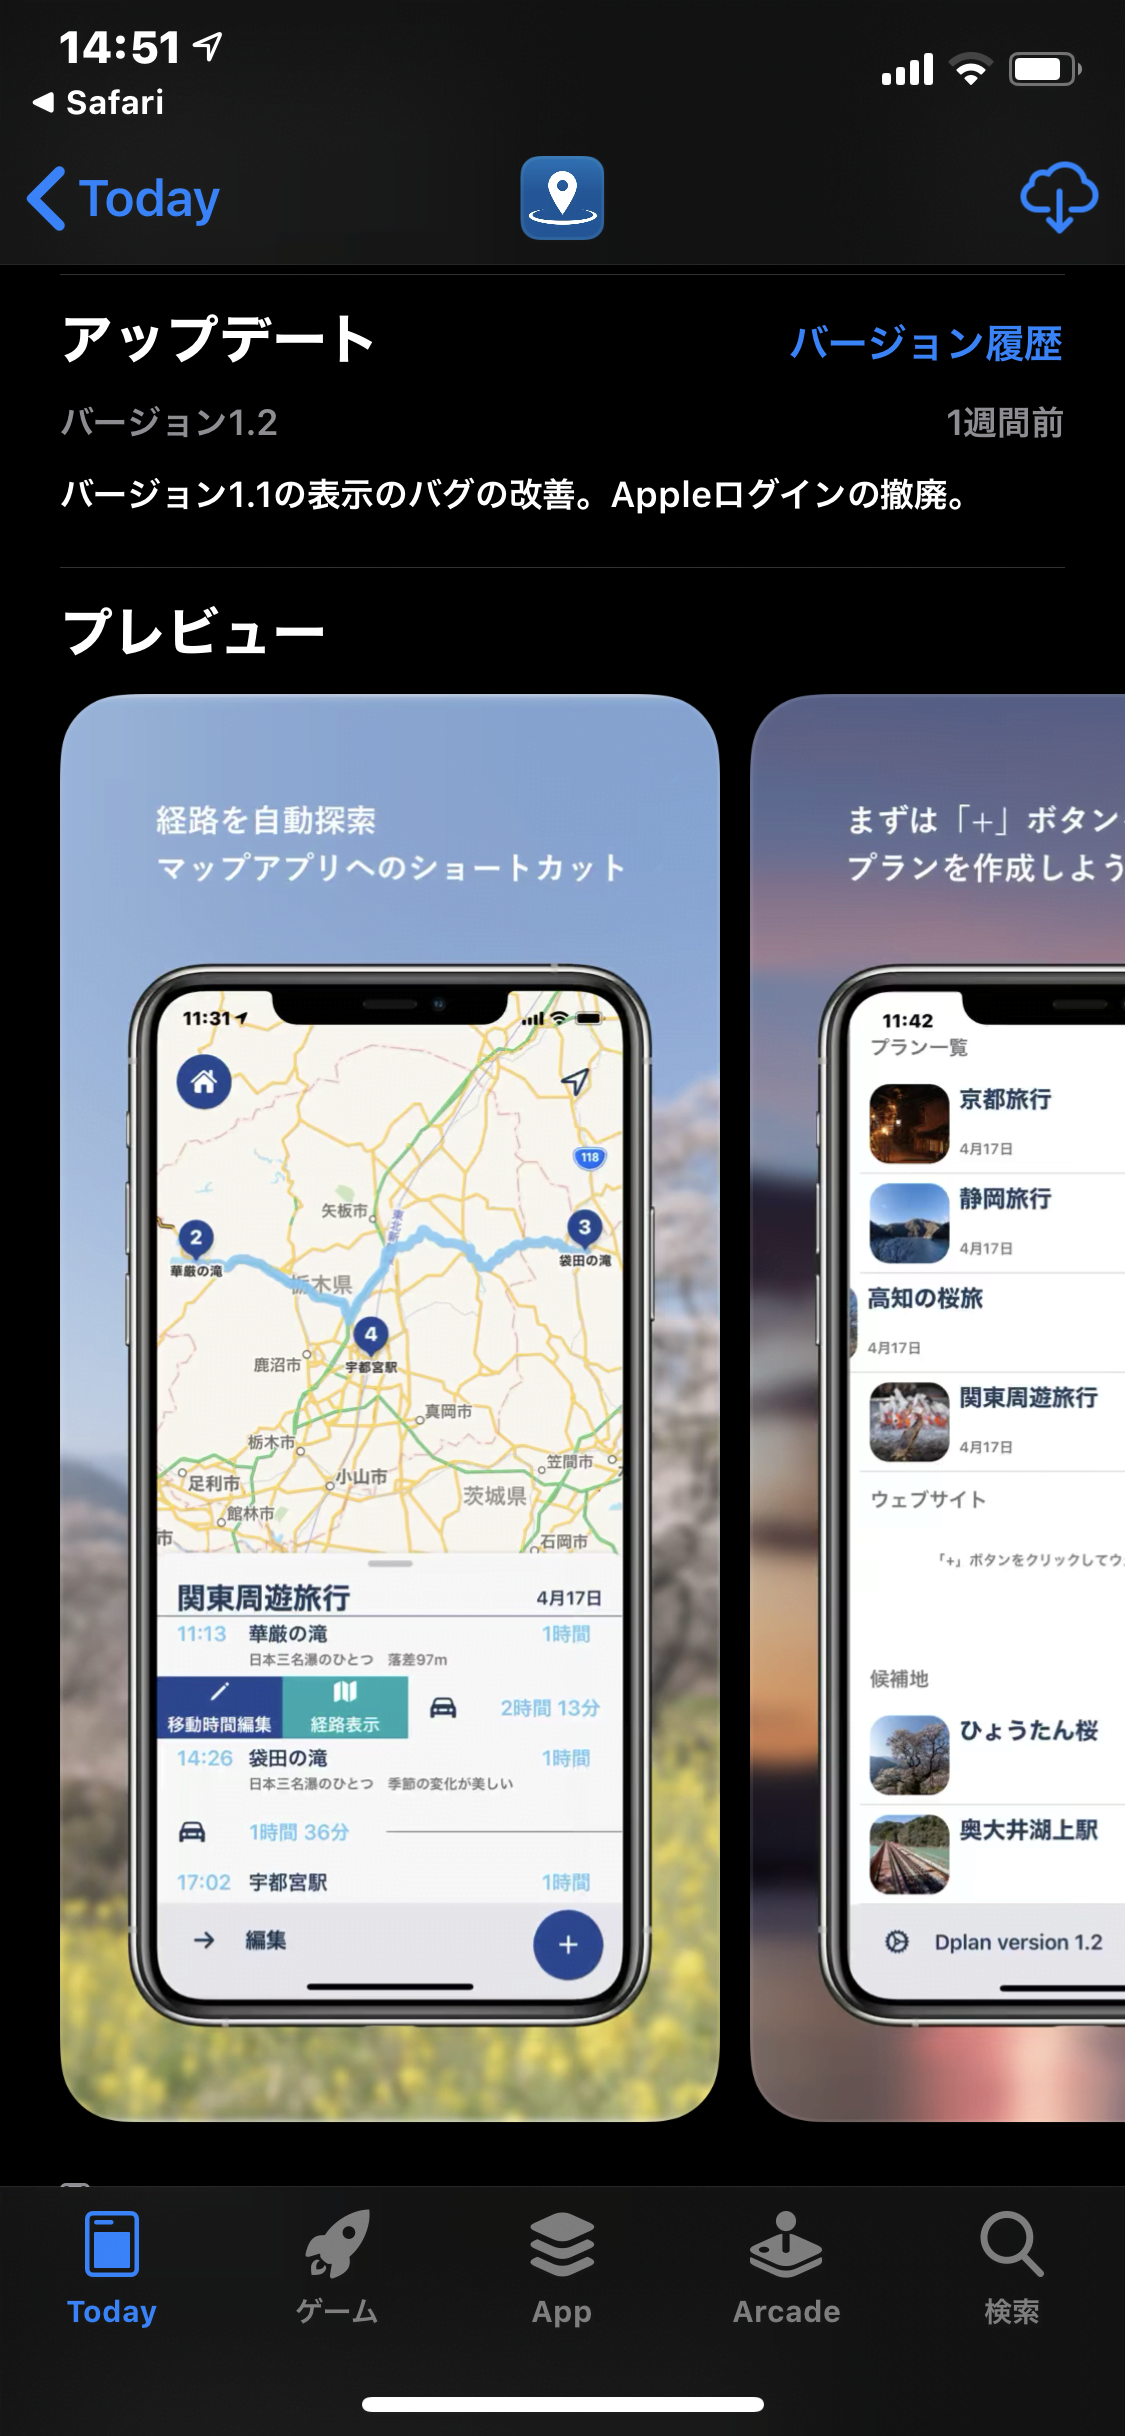 14:51
Safari
Today
アップデート
バージョン履歴
バージョン1.2
1週間前
バージョン1.1の表示のバグの改善。Appleログインの撤廃。
プレビュー
経路を自動探索
マップアプリへのショートカット
11:31
118
矢板市
東北新
2
華厳の滝
3
袋田の滝
栃木県
4
宇都宮駅
鹿沼市
真岡市
栃木市
笠間市
足利市
小山市
茨城県
館林市
市
石岡市
関東周遊旅行
4月17日
11:13 華厳の滝 1時間
日本三名瀑のひとつ 落差97m
移動時間編集
経路表示
2時間 13分
14:26 袋田の滝 1時間
日本三名瀑のひとつ 季節の変化が美しい
1時間 36分
17:02 宇都宮駅 1時間
編集
まずは「+」ボタン
プランを作成しよう
11:42
プラン一覧
京都旅行
4月17日
静岡旅行
4月17日
高知の桜旅
4月17日
関東周遊旅行
4月17日
ウェブサイト
「+」ボタンをクリックしてウ
候補地
ひょうたん桜
奥大井湖上駅
Dplan version 1.2
Today
ゲーム
App
Arcade
検索